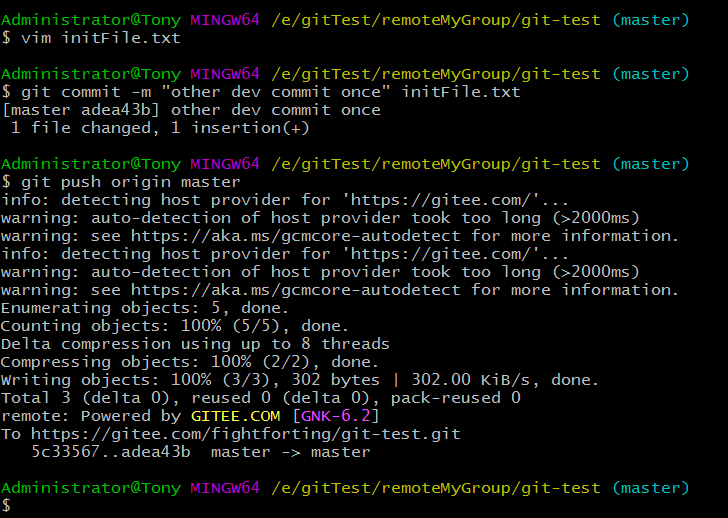 Administrator@Tony MINGW64 /e/gitTest/remoteMyGroup/git-test (master)
$ vim initFile.txt
Administrator@Tony MINGW64 /e/gitTest/remoteMyGroup/git-test (master)
$ git commit -m "other dev commit once" initFile.txt
[master adea43b] other dev commit once
 1 file changed, 1 insertion(+)
Administrator@Tony MINGW64 /e/gitTest/remoteMyGroup/git-test (master)
$ git push origin master
info: detecting host provider for 'https://gitee.com/'...
warning: auto-detection of host provider took too long (>2000ms)
warning: see https://aka.ms/gcmcore-autodetect for more information.
info: detecting host provider for 'https://gitee.com/'...
warning: auto-detection of host provider took too long (>2000ms)
warning: see https://aka.ms/gcmcore-autodetect for more information.
Enumerating objects: 5, done.
Counting objects: 100% (5/5), done.
Delta compression using up to 8 threads
Compressing objects: 100% (2/2), done.
Writing objects: 100% (3/3), 302 bytes | 302.00 KiB/s, done.
Total 3 (delta 0), reused 0 (delta 0), pack-reused 0
remote: Powered by GITEE.COM [GNK-6.2]
To https://gitee.com/fightforting/git-test.git
   5c33567..adea43b  master -> master
Administrator@Tony MINGW64 /e/gitTest/remoteMyGroup/git-test (master)
$